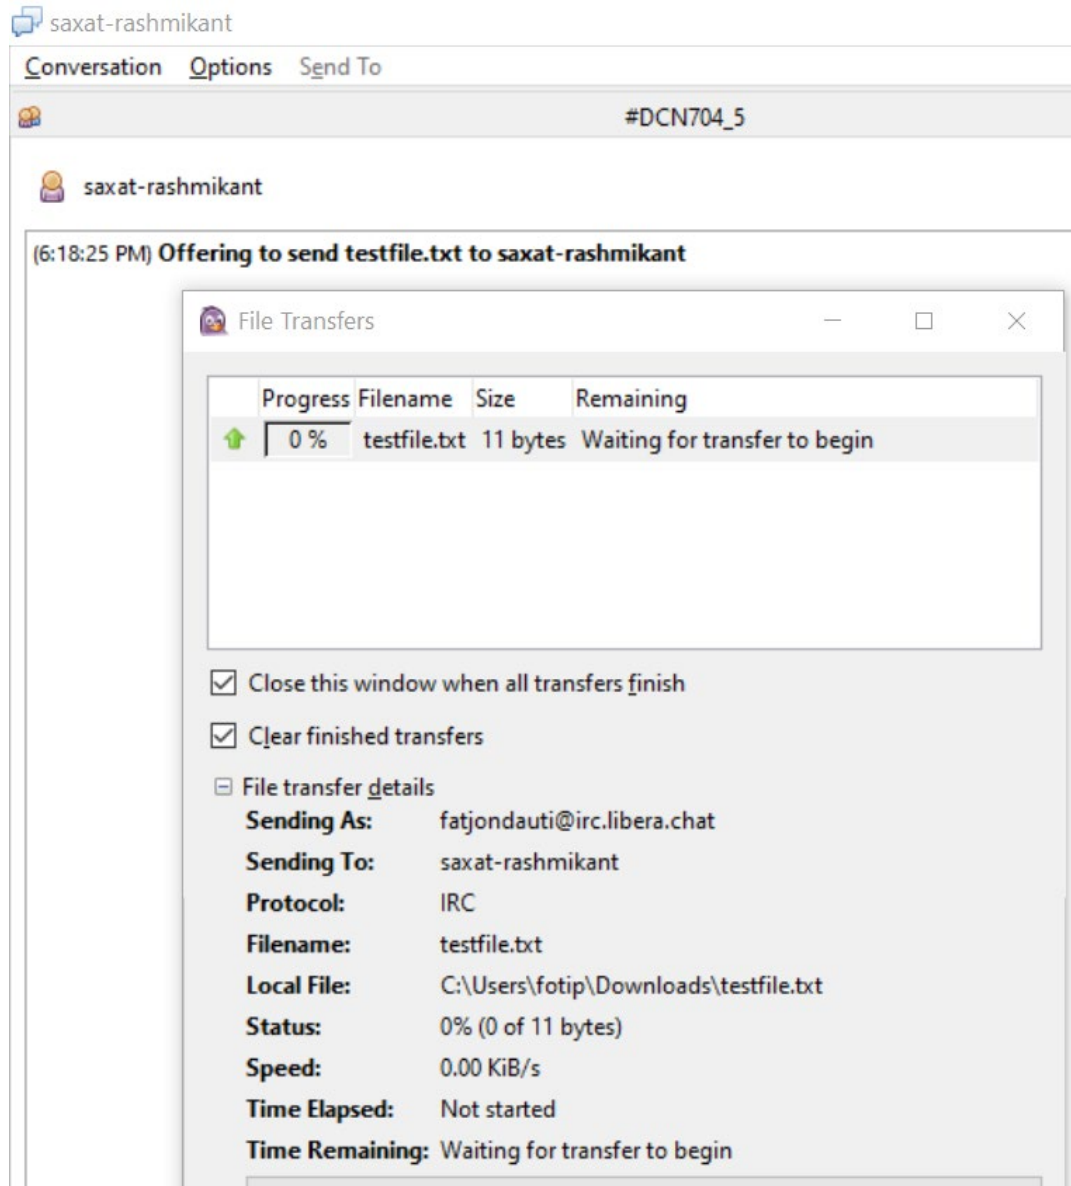 saxat-rashmikant
Conversation Options Send To
#DCN704_5
saxat-rashmikant
(6:18:25 PM) Offering to send testfile.txt to saxat-rashmikant
File Transfers
Progress Filename Size Remaining
0 % testfile.txt 11 bytes Waiting for transfer to begin
Close this window when all transfers finish
Clear finished transfers
File transfer details
Sending As: fatjondauti@irc.libera.chat
Sending To: saxat-rashmikant
Protocol: IRC
Filename: testfile.txt
Local File: C:\Users\fotip\Downloads\testfile.txt
Status: 0% (0 of 11 bytes)
Speed: 0.00 KiB/s
Time Elapsed: Not started
Time Remaining: Waiting for transfer to begin